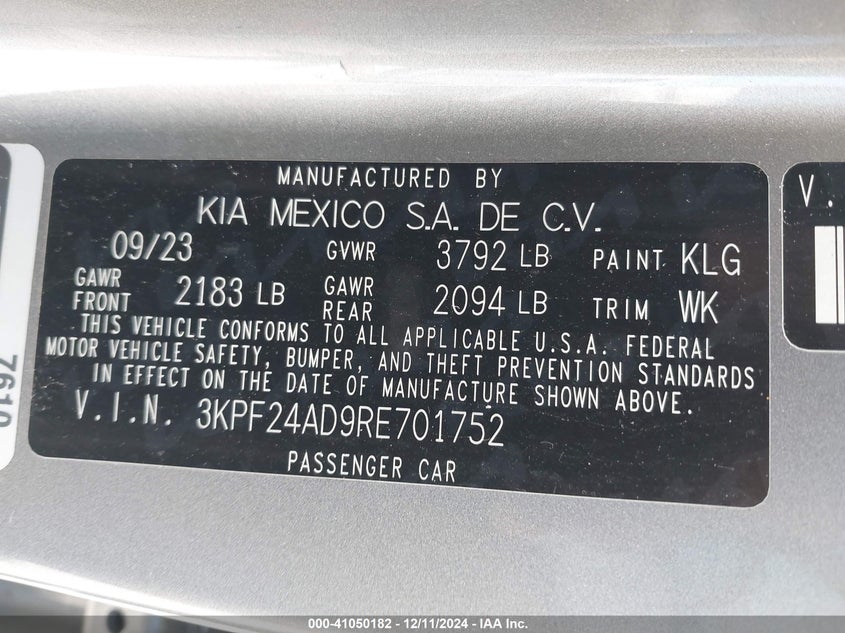 MANUFACTURED BY
KIA MEXICO S.A. DE C.V.
09/23 GVWR 3792 LB PAINT KLG
GAWR FRONT 2183 LB GAWR REAR 2094 LB TRIM WK
THIS VEHICLE CONFORMS TO ALL APPLICABLE U.S.A. FEDERAL
MOTOR VEHICLE SAFETY, BUMPER, AND THEFT PREVENTION STANDARDS
IN EFFECT ON THE DATE OF MANUFACTURE SHOWN ABOVE.
V.I.N. 3KPF24AD9RE701752
PASSENGER CAR
V.
000-41050182 - 12/11/2024 - IAA Inc.